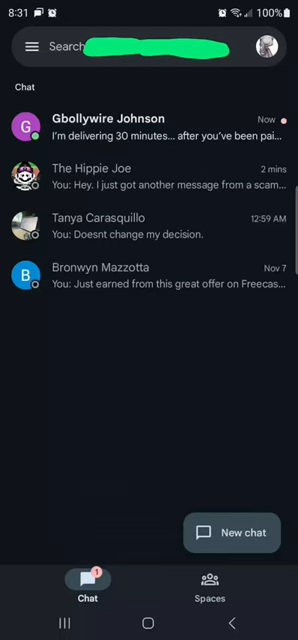 8:31 100%
Search
Chat
G
Gbollywire Johnson Now
I'm delivering 30 minutes... after you've been pai...
The Hippie Joe 2 mins
You: Hey. I just got another message from a scam...
Tanya Carasquillo 12:59 AM
You: Doesnt change my decision.
B
Bronwyn Mazzotta Nov 7
You: Just earned from this great offer on Freecas...
New chat
1
Chat Spaces